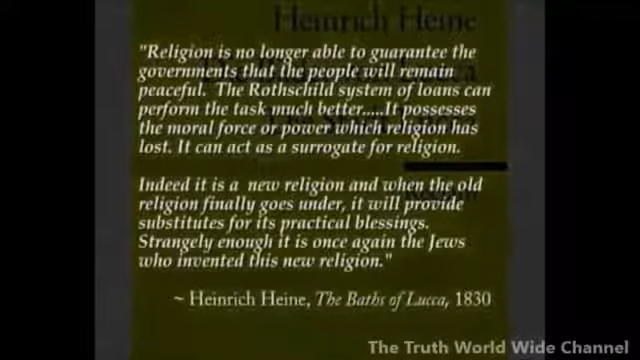 Heinrich Heine
"Religion is no longer able to guarantee the
governments that the people will remain
peaceful. The Rothschild system of loans can
perform the task much better.....It possesses
the moral force or power which religion has
lost. It can act as a surrogate for religion.
Indeed it is a new religion and when the old
religion finally goes under, it will provide
substitutes for its practical blessings.
Strangely enough it is once again the Jews
who invented this new religion."
~ Heinrich Heine, The Baths of Lucca, 1830
The Truth World Wide Channel